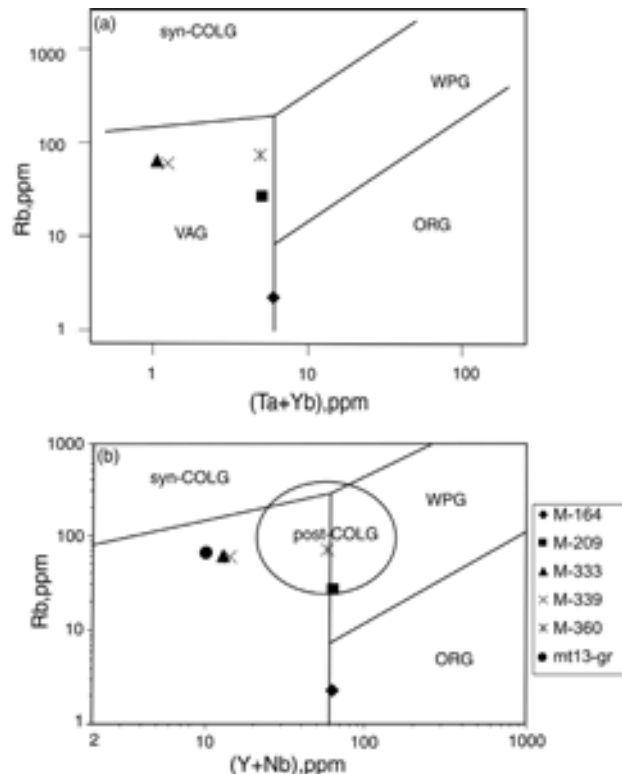 (a)
syn-COLG
1000
WPG
100
Rb,ppm
VAG
ORG
10
1
1
10
100
(Ta+Yb),ppm
1000
(b)
syn-COLG
WPG
post-COLG
100
Rb,ppm
10
ORG
1
2
10
100
1000
(Y+Nb),ppm
M-164
M-209
M-333
M-339
M-360
mt13-gr